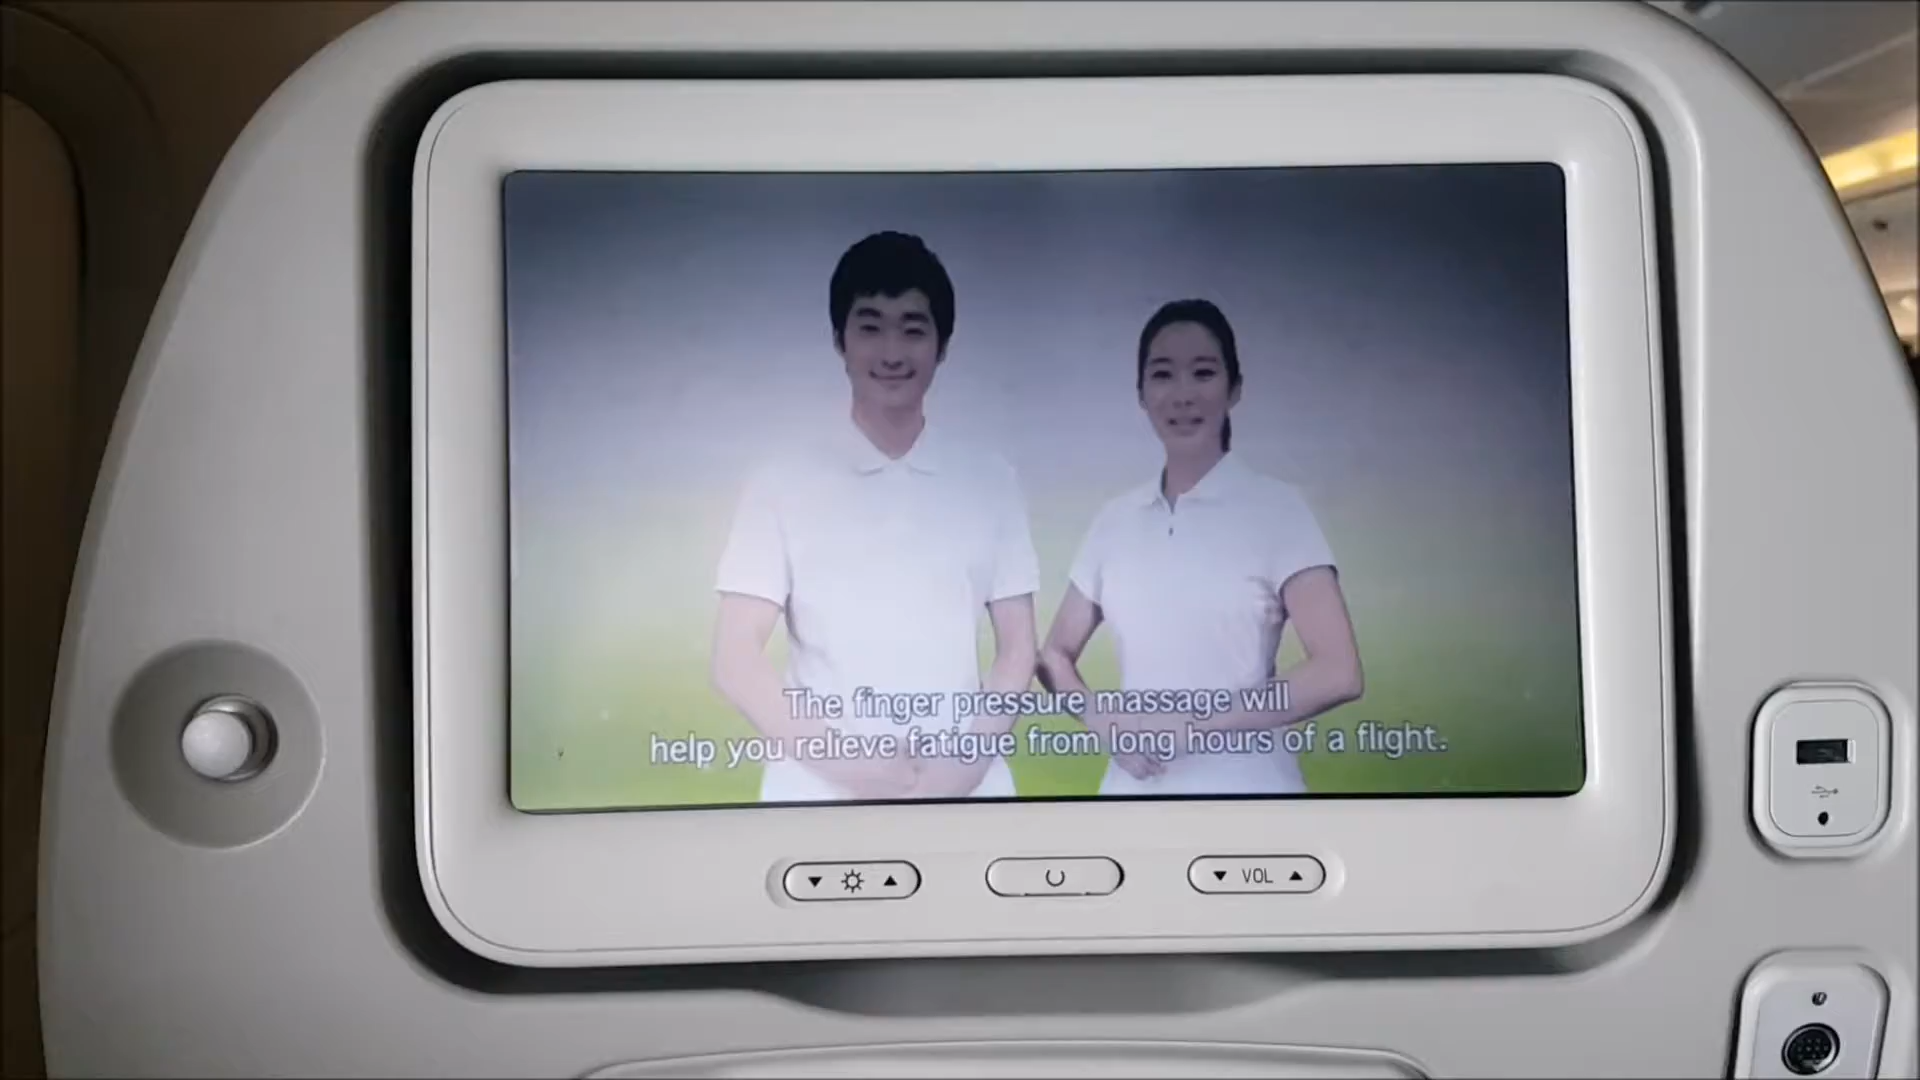 The finger pressure massage will
help you relieve fatigue from long hours of a flight.
VOL